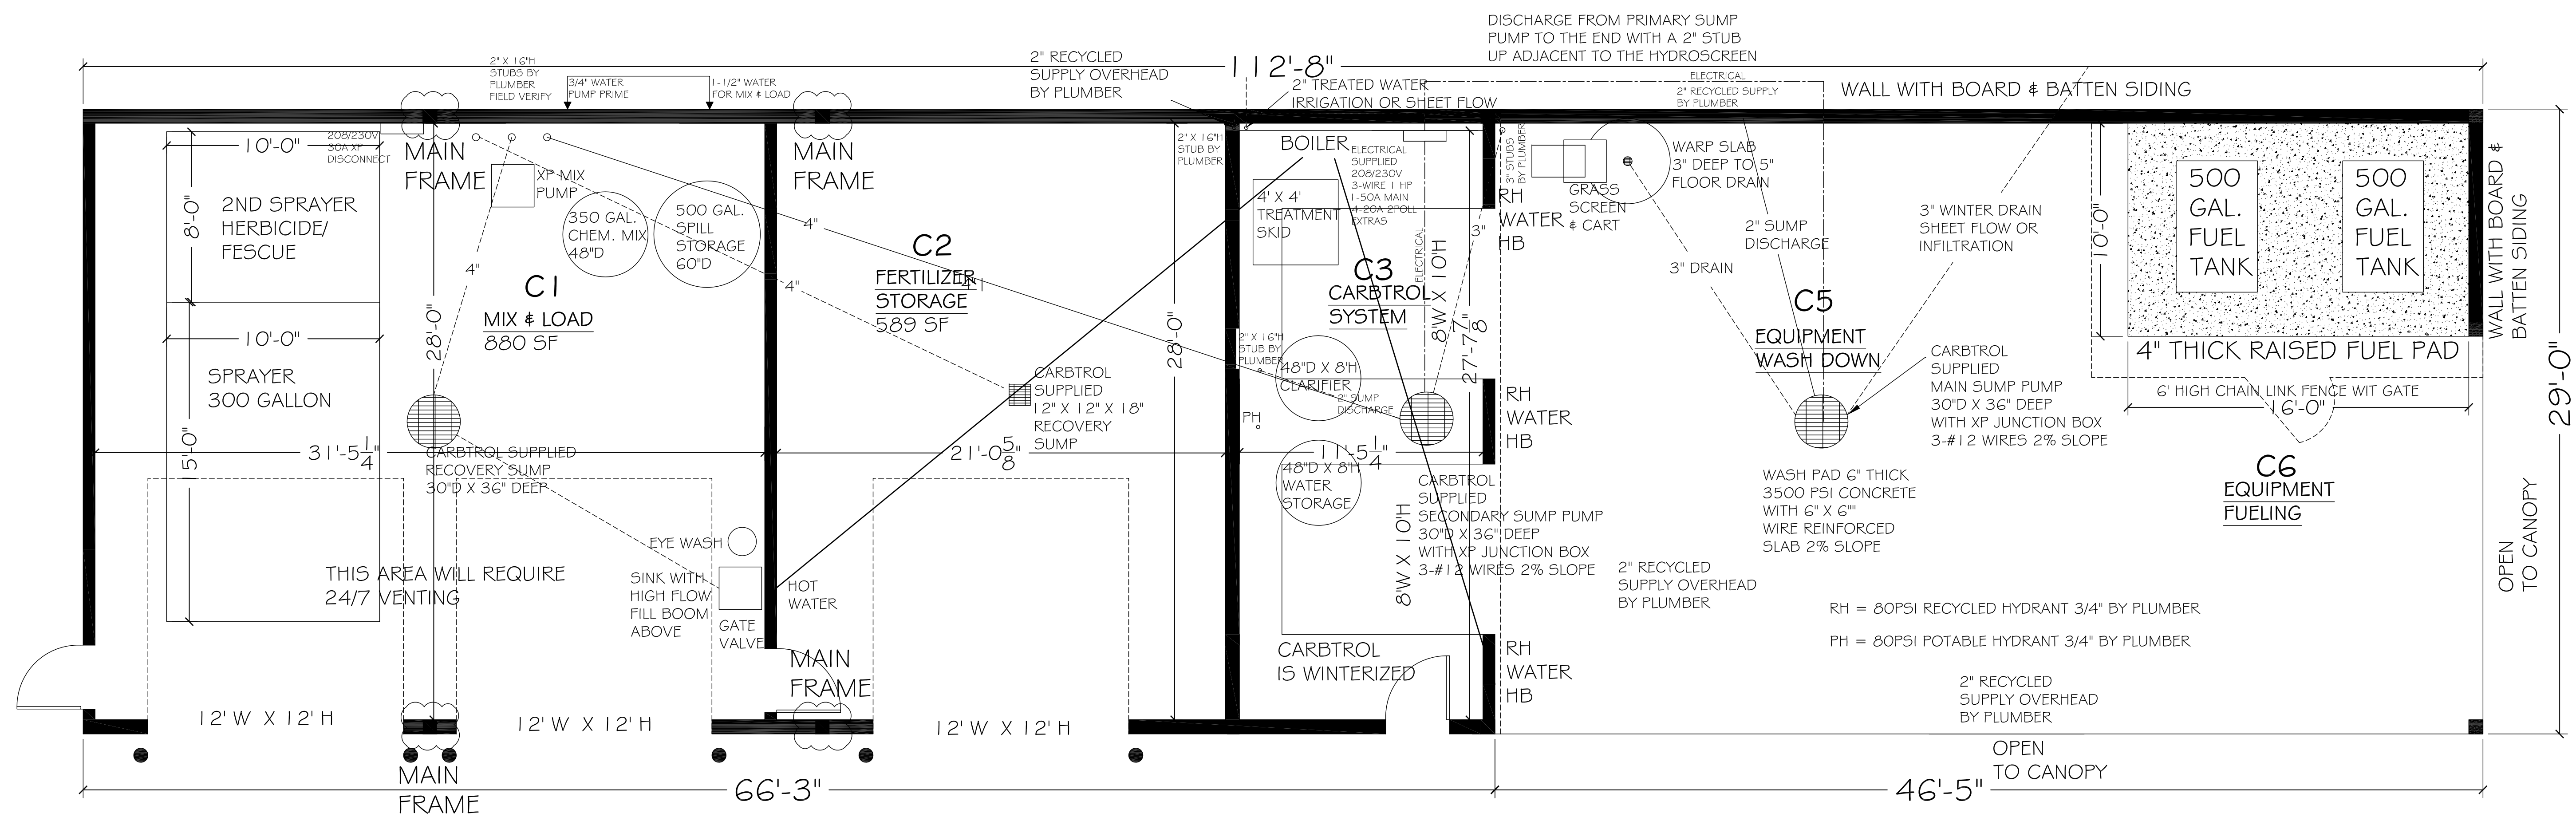 DISCHARGE FROM PRIMARY SUMP
PUMP TO THE END WITH A 2" STUB
UP ADJACENT TO THE HYDROSCREEN
112'-8"
2" X 16"H
STUBS BY
PLUMBER
FIELD VERIFY
3/4" WATER
PUMP PRIME
1-1/2" WATER
FOR MIX & LOAD
2" RECYCLED
SUPPLY OVERHEAD
BY PLUMBER
2" TREATED WATER
IRRIGATION OR SHEET FLOW
ELECTRICAL
2" RECYCLED SUPPLY
BY PLUMBER
WALL WITH BOARD & BATTEN SIDING
10'-0"
208/230V
30A XP
DISCONNECT
MAIN
FRAME
8'-0"
2ND SPRAYER
HERBICIDE/
FESCUE
10'-0"
SPRAYER
300 GALLON
15'-0"
28'-0"
XP MIX
PUMP
350 GAL.
CHEM. MIX
48"D
500 GAL.
SPILL
STORAGE
60"D
4"
C1
MIX & LOAD
880 SF
31'-5 1/4"
CARBTROL SUPPLIED
RECOVERY SUMP
30"D X 36" DEEP
THIS AREA WILL REQUIRE
24/7 VENTING
EYE WASH
SINK WITH
HIGH FLOW
FILL BOOM
ABOVE
GATE
VALVE
HOT
WATER
12' W X 12' H
12' W X 12' H
MAIN
FRAME
MAIN
FRAME
4"
4"
4"
C2
FERTILIZER
STORAGE
589 SF
21'-0 5/8"
28'-0"
CARBTROL
SUPPLIED
12" X 12" X 18"
RECOVERY
SUMP
MAIN
FRAME
12' W X 12' H
2" X 16"H
STUB BY
PLUMBER
BOILER
ELECTRICAL
SUPPLIED
208/230V
3-WIRE 1 HP
1-50A MAIN
4-20A 2POLL
EXTRAS
4' X 4'
TREATMENT
SKID
ELECTRICAL
C3
CARBTROL
SYSTEM
8'W X 10'H
27'-7 7/8"
3"
2" X 16"H
STUB BY
PLUMBER
48"D X 8'H
CLARIFIER
2" SUMP
DISCHARGE
PH
11'-5 1/4"
48"D X 8'H
WATER
STORAGE
8'W X 10'H
CARBTROL
SUPPLIED
SECONDARY SUMP PUMP
30"D X 36" DEEP
WITH XP JUNCTION BOX
3-#12 WIRES 2% SLOPE
CARBTROL
IS WINTERIZED
3" STUBS
BY PLUMBER
RH
WATER
HB
RH
WATER
HB
RH
WATER
HB
GRASS
SCREEN
& CART
WARP SLAB
3" DEEP TO 5"
FLOOR DRAIN
2" SUMP
DISCHARGE
3" DRAIN
3" WINTER DRAIN
SHEET FLOW OR
INFILTRATION
C5
EQUIPMENT
WASH DOWN
CARBTROL
SUPPLIED
MAIN SUMP PUMP
30"D X 36" DEEP
WITH XP JUNCTION BOX
3-#12 WIRES 2% SLOPE
WASH PAD 6" THICK
3500 PSI CONCRETE
WITH 6" X 6""
WIRE REINFORCED
SLAB 2% SLOPE
2" RECYCLED
SUPPLY OVERHEAD
BY PLUMBER
RH = 80PSI RECYCLED HYDRANT 3/4" BY PLUMBER
PH = 80PSI POTABLE HYDRANT 3/4" BY PLUMBER
2" RECYCLED
SUPPLY OVERHEAD
BY PLUMBER
10'-0"
500
GAL.
FUEL
TANK
500
GAL.
FUEL
TANK
4" THICK RAISED FUEL PAD
6' HIGH CHAIN LINK FENCE WIT GATE
16'-0"
C6
EQUIPMENT
FUELING
WALL WITH BOARD &
BATTEN SIDING
29'-0"
OPEN
TO CANOPY
OPEN
TO CANOPY
66'-3"
46'-5"